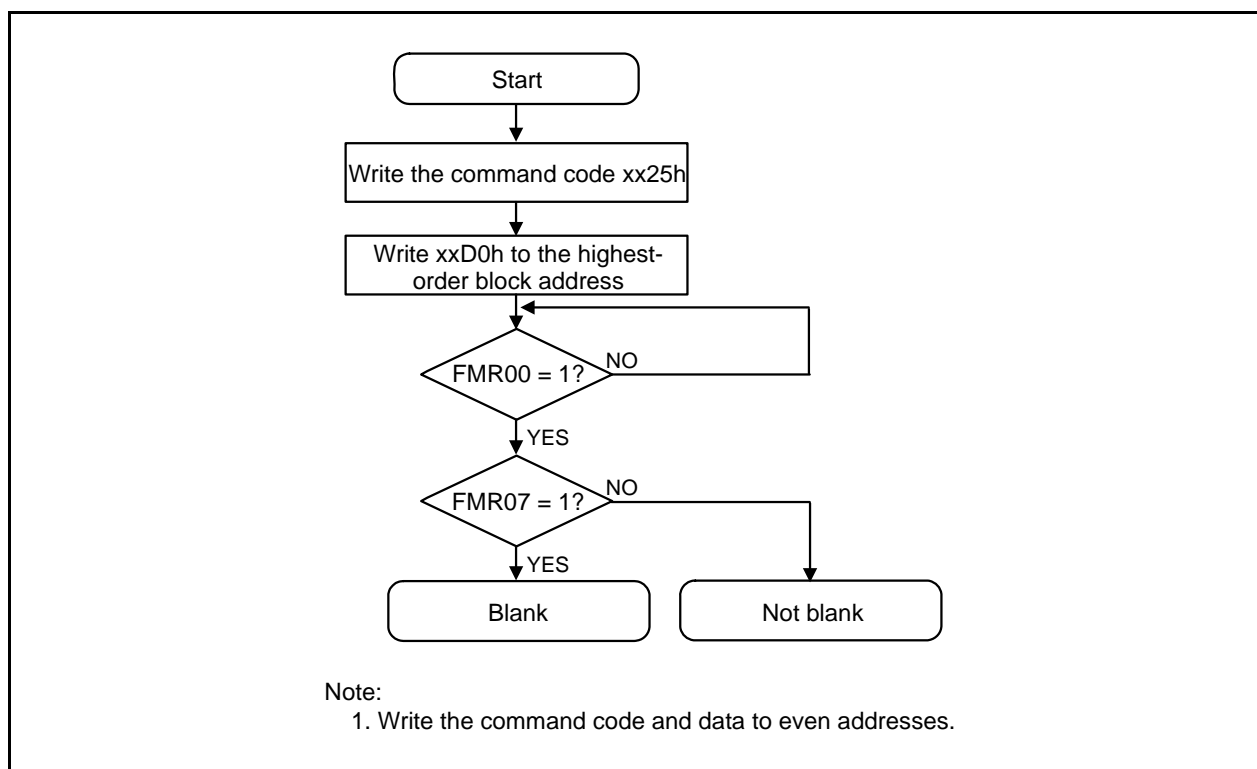 Start
Write the command code xx25h
Write xxD0h to the highest-
order block address
FMR00 = 1?
NO
YES
FMR07 = 1?
NO
YES
Blank
Not blank
Note:
1. Write the command code and data to even addresses.